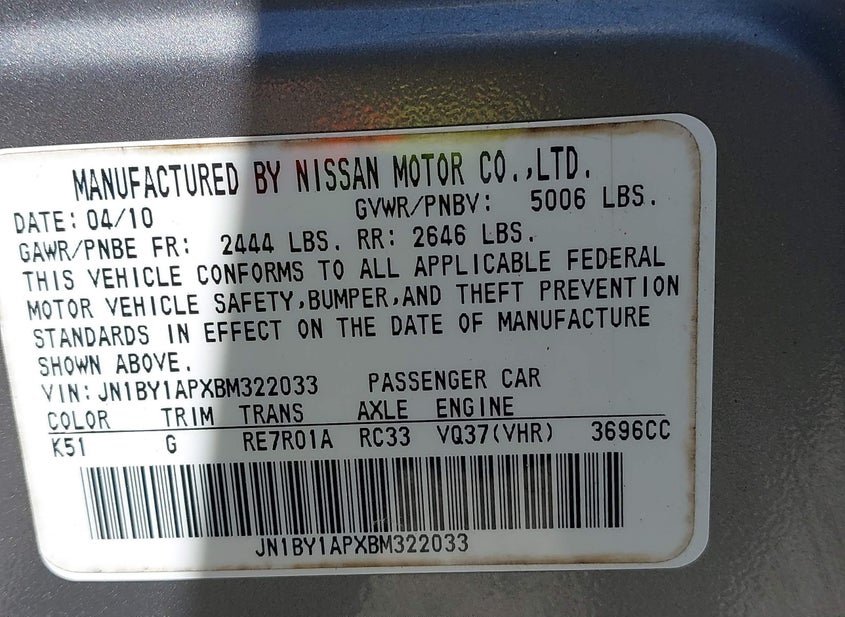 MANUFACTURED BY NISSAN MOTOR CO.,LTD.
DATE: 04/10 GVWR/PNBV: 5006 LBS.
GAWR/PNBE FR: 2444 LBS. RR: 2646 LBS.
THIS VEHICLE CONFORMS TO ALL APPLICABLE FEDERAL
MOTOR VEHICLE SAFETY,BUMPER,AND THEFT PREVENTION
STANDARDS IN EFFECT ON THE DATE OF MANUFACTURE
SHOWN ABOVE.
VIN: JN1BY1APXBM322033 PASSENGER CAR
COLOR TRIM TRANS AXLE ENGINE
K51 G RE7R01A RC33 VQ37(VHR) 3696CC
JN1BY1APXBM322033